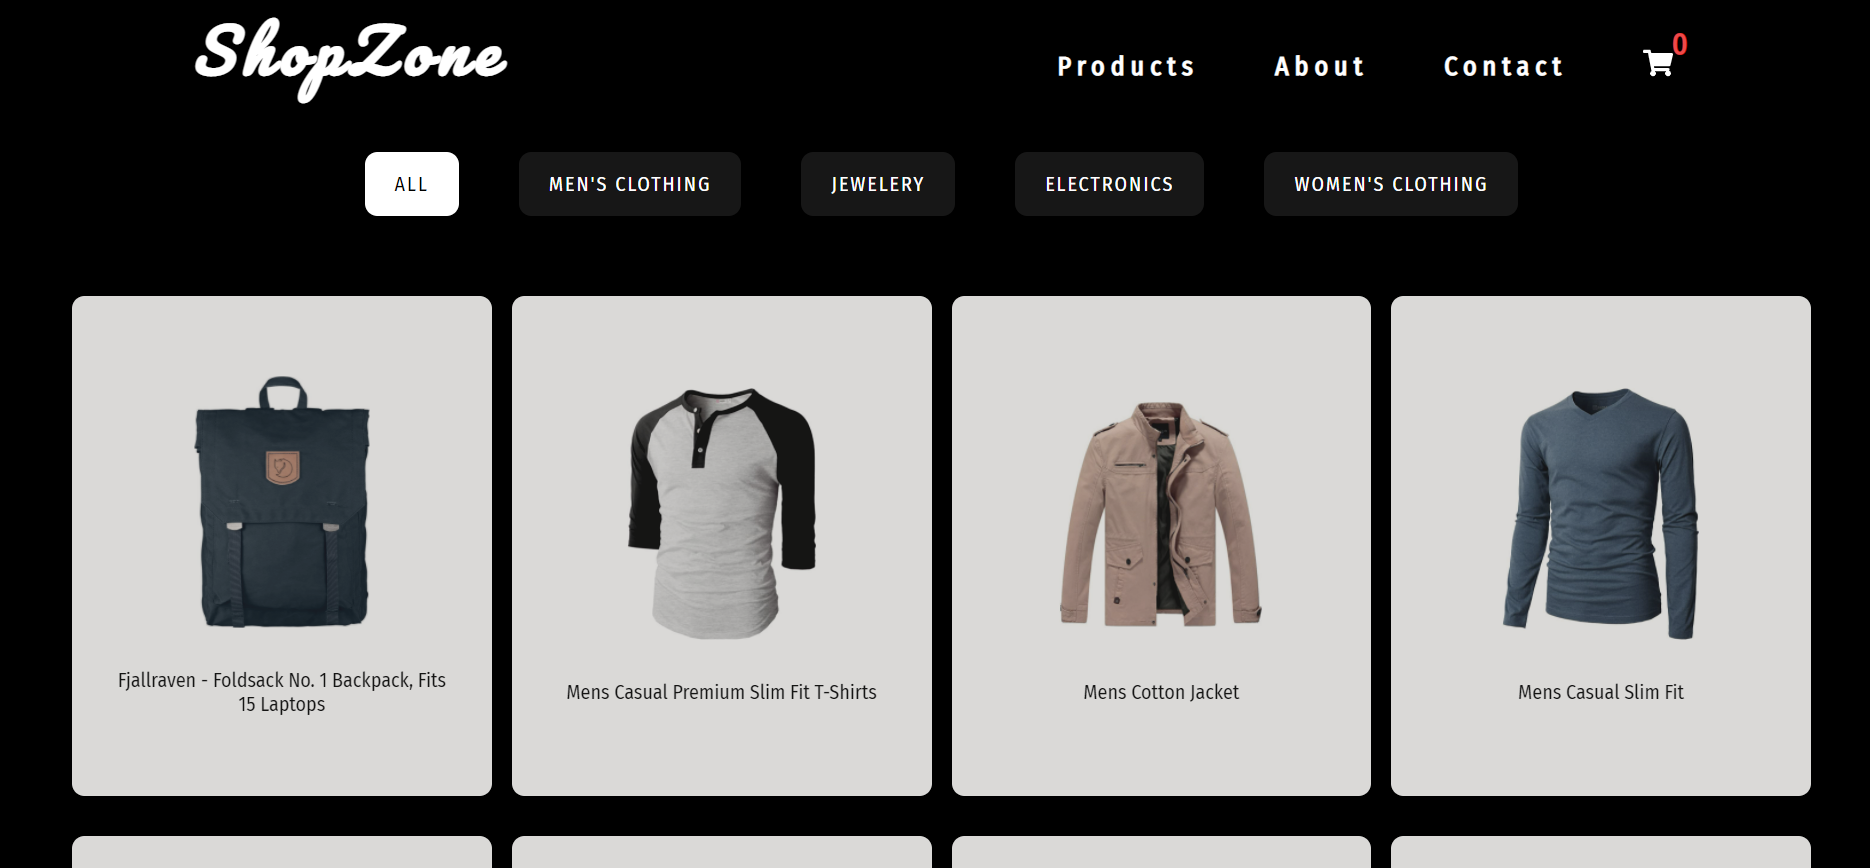 ShopZone
Products About Contact 0
ALL MEN'S CLOTHING JEWELERY ELECTRONICS WOMEN'S CLOTHING
Fjallraven - Foldsack No. 1 Backpack, Fits
15 Laptops
Mens Casual Premium Slim Fit T-Shirts
Mens Cotton Jacket
Mens Casual Slim Fit